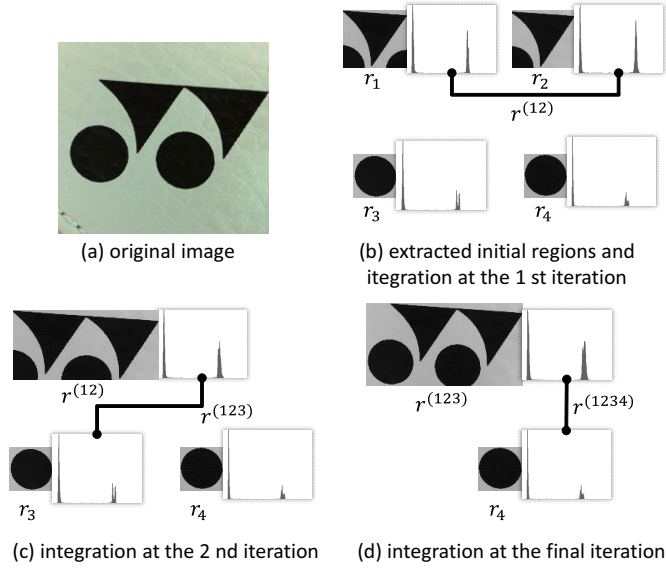 r₁
r₂
r⁽¹²⁾
r₃
r₄
(a) original image
(b) extracted initial regions and
itegration at the 1 st iteration
r⁽¹²⁾
r⁽¹²³⁾
r₃
r₄
r⁽¹²³⁾
r⁽¹²³⁴⁾
r₄
(c) integration at the 2 nd iteration
(d) integration at the final iteration